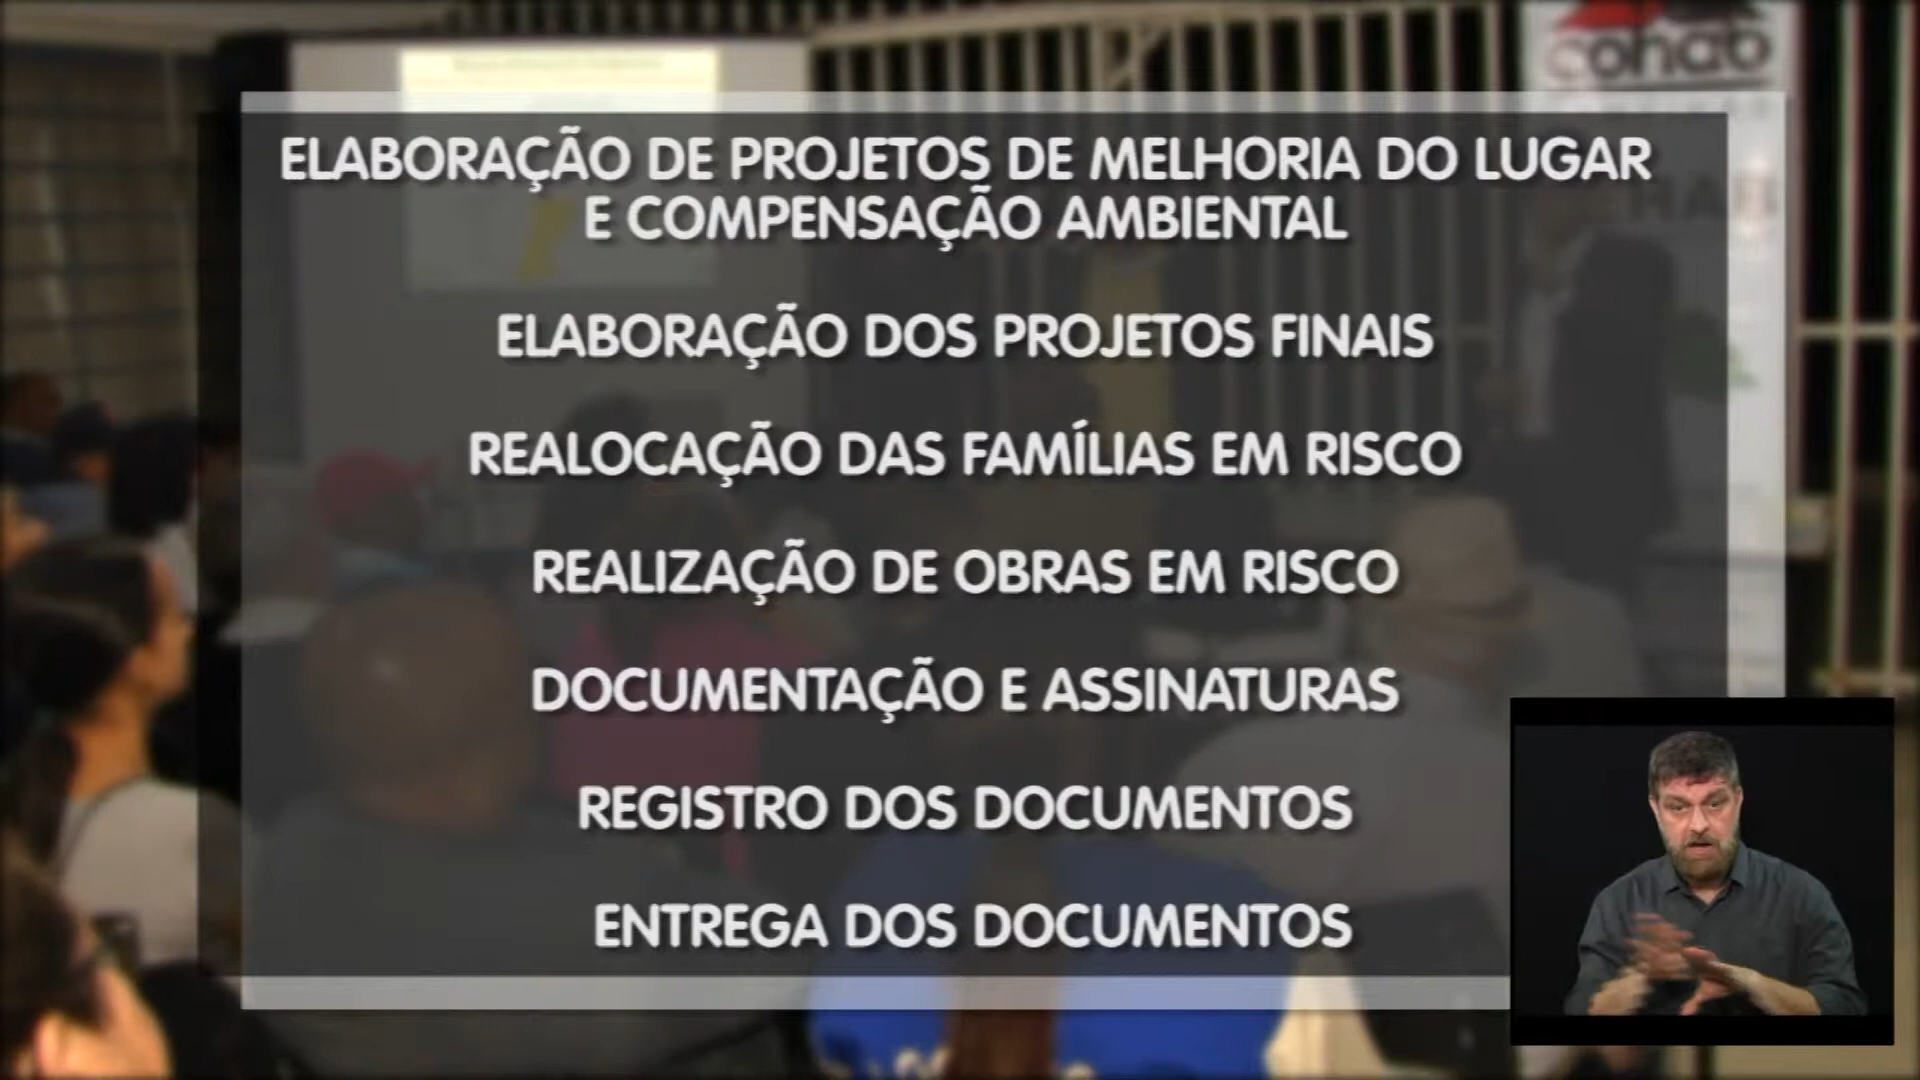 cohab
ELABORAÇÃO DE PROJETOS DE MELHORIA DO LUGAR
E COMPENSAÇÃO AMBIENTAL
ELABORAÇÃO DOS PROJETOS FINAIS
REALOCAÇÃO DAS FAMÍLIAS EM RISCO
REALIZAÇÃO DE OBRAS EM RISCO
DOCUMENTAÇÃO E ASSINATURAS
REGISTRO DOS DOCUMENTOS
ENTREGA DOS DOCUMENTOS